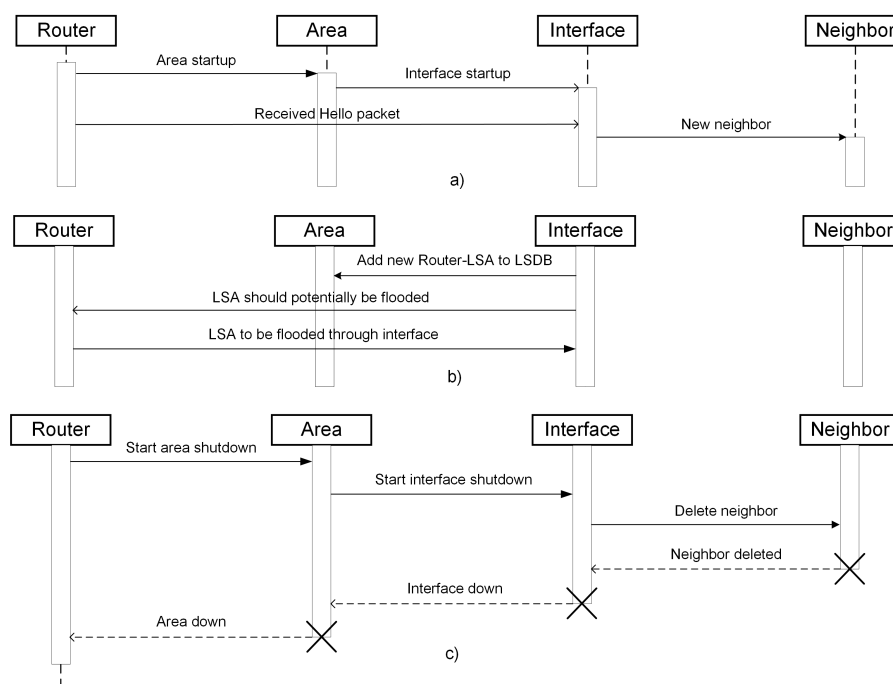 Router Area Interface Neighbor
Area startup
Interface startup
Received Hello packet
New neighbor
a)
Router Area Interface Neighbor
Add new Router-LSA to LSDB
LSA should potentially be flooded
LSA to be flooded through interface
b)
Router Area Interface Neighbor
Start area shutdown
Start interface shutdown
Delete neighbor
Neighbor deleted
Interface down
Area down
c)